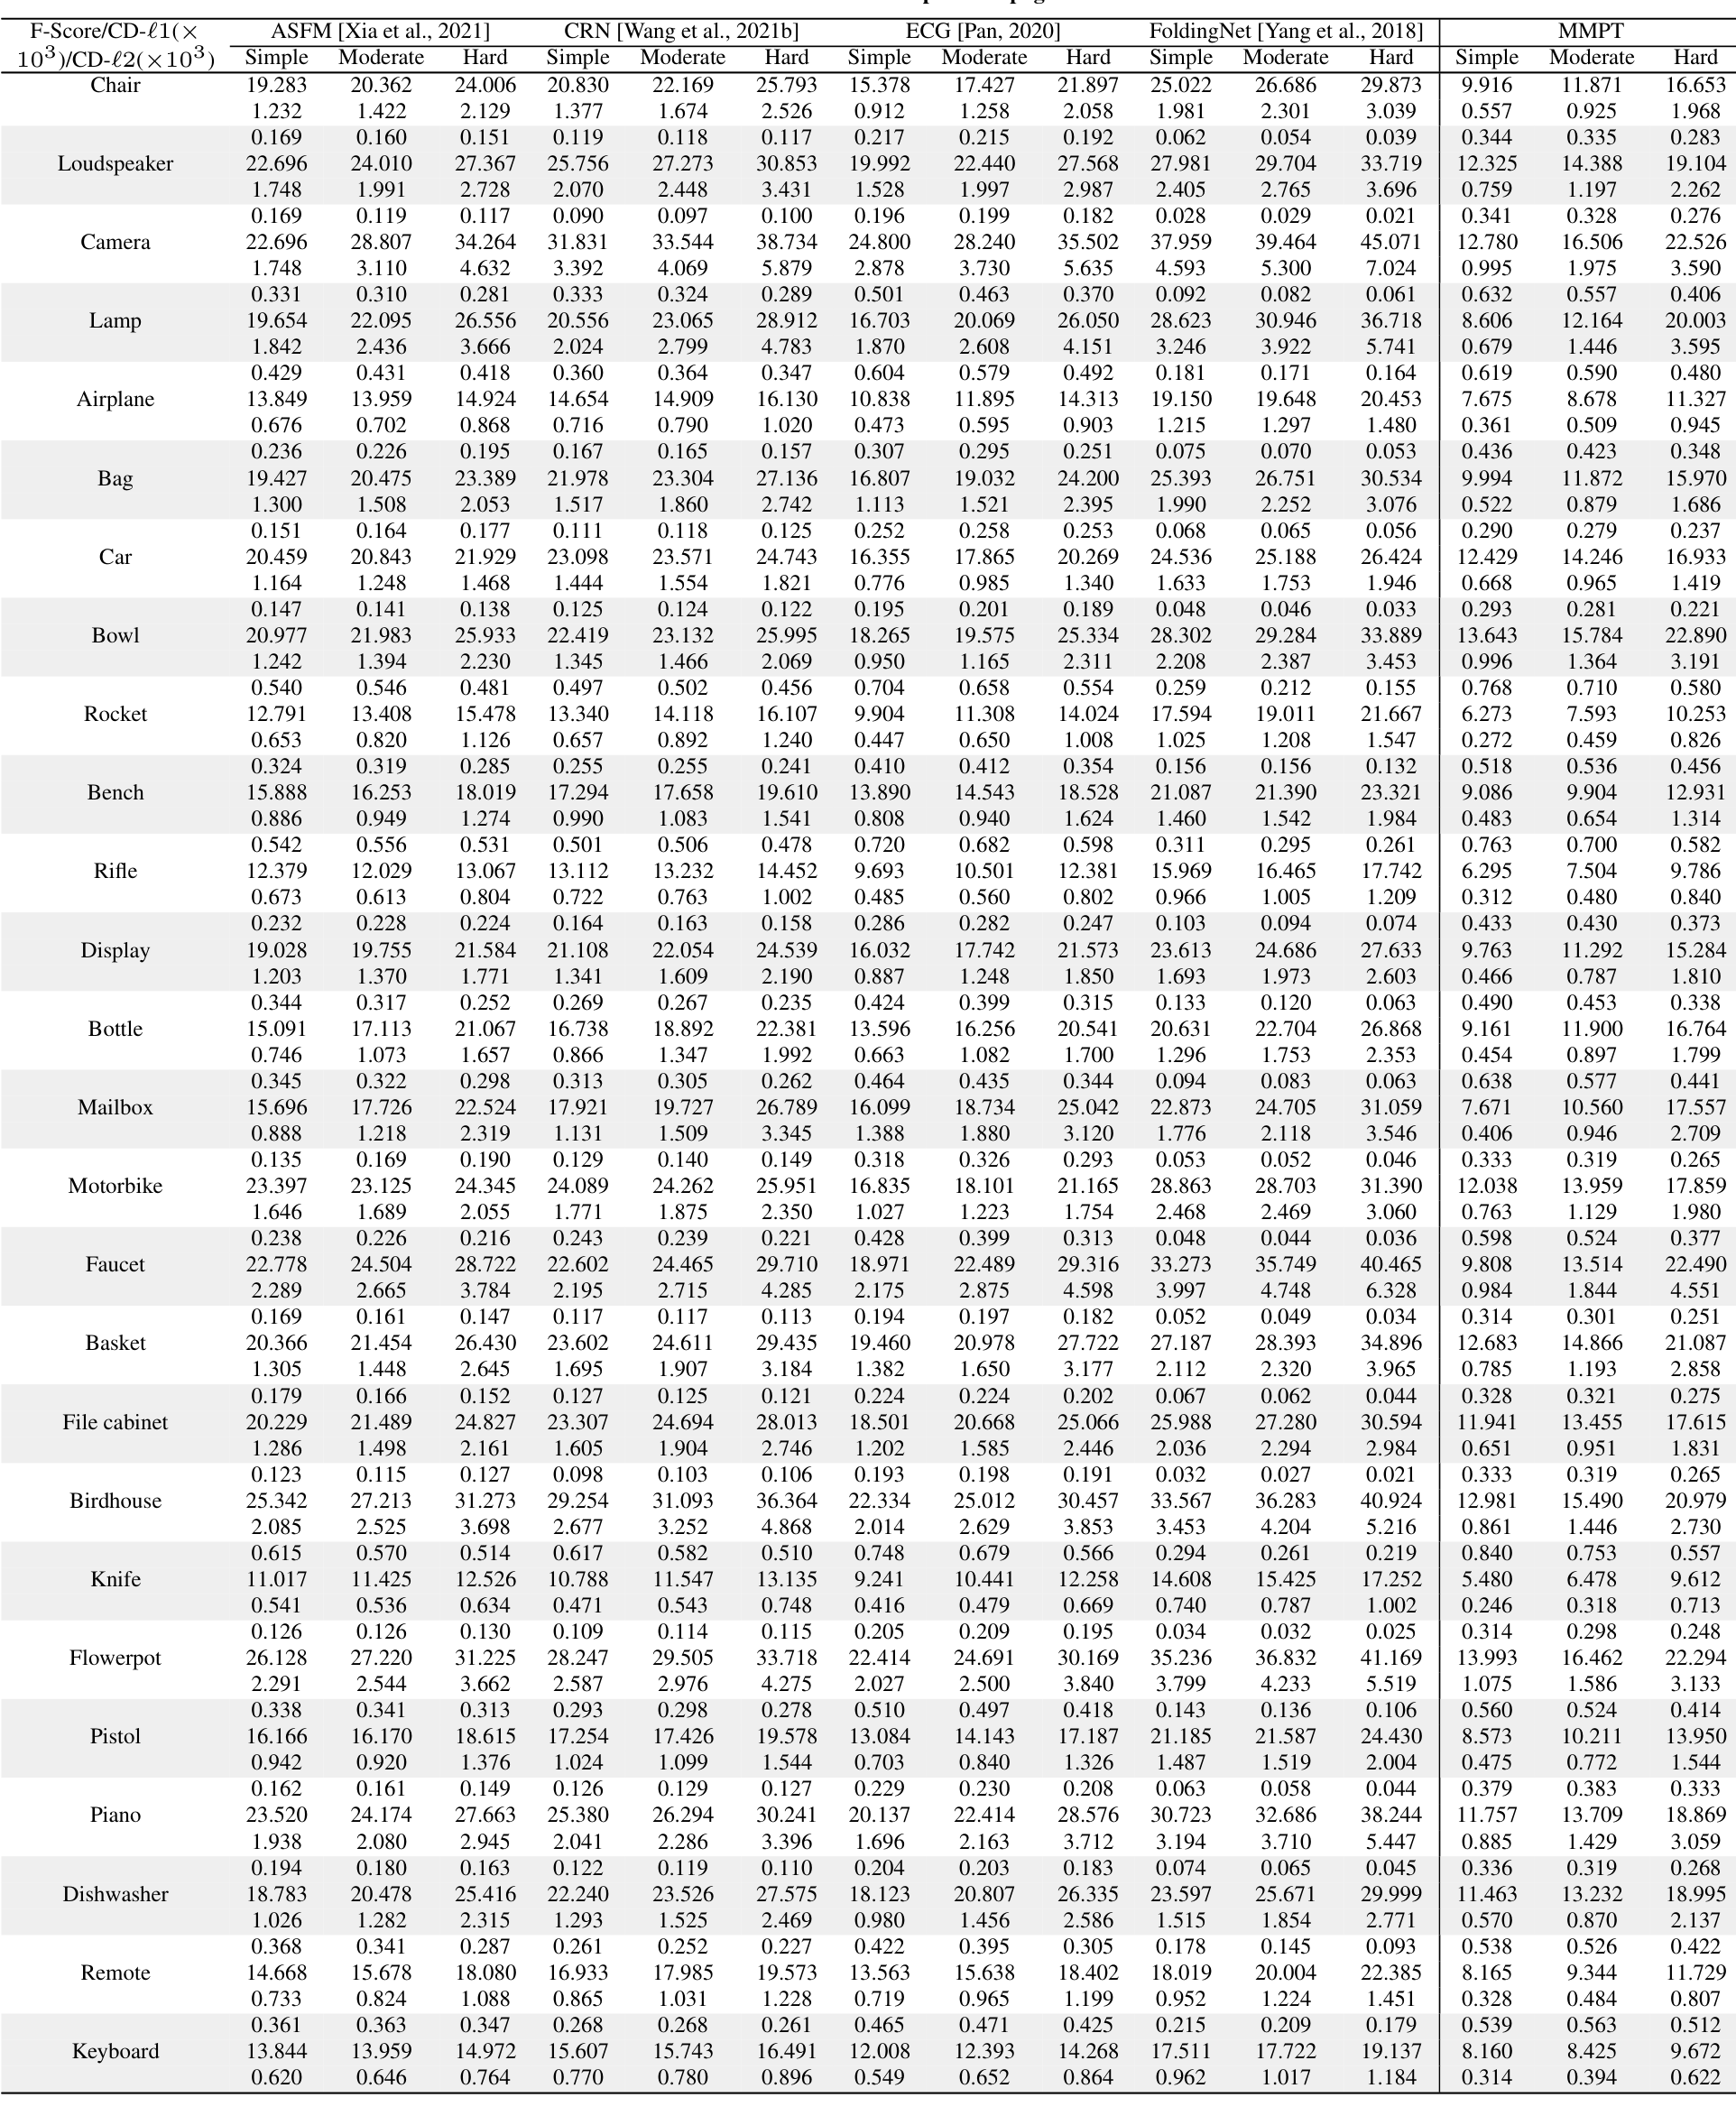 F-Score/CD-ℓ1(× ASFM [Xia et al., 2021] CRN [Wang et al., 2021b] ECG [Pan, 2020] FoldingNet [Yang et al., 2018] MMPT
10³)/CD-ℓ2(×10³) Simple Moderate Hard Simple Moderate Hard Simple Moderate Hard Simple Moderate Hard Simple Moderate Hard
Chair 19.283 20.362 24.006 20.830 22.169 25.793 15.378 17.427 21.897 25.022 26.686 29.873 9.916 11.871 16.653
1.232 1.422 2.129 1.377 1.674 2.526 0.912 1.258 2.058 1.981 2.301 3.039 0.557 0.925 1.968
0.169 0.160 0.151 0.119 0.118 0.117 0.217 0.215 0.192 0.062 0.054 0.039 0.344 0.335 0.283
Loudspeaker 22.696 24.010 27.367 25.756 27.273 30.853 19.992 22.440 27.568 27.981 29.704 33.719 12.325 14.388 19.104
1.748 1.991 2.728 2.070 2.448 3.431 1.528 1.997 2.987 2.405 2.765 3.696 0.759 1.197 2.262
0.169 0.119 0.117 0.090 0.097 0.100 0.196 0.199 0.182 0.028 0.029 0.021 0.341 0.328 0.276
Camera 22.696 28.807 34.264 31.831 33.544 38.734 24.800 28.240 35.502 37.959 39.464 45.071 12.780 16.506 22.526
1.748 3.110 4.632 3.392 4.069 5.879 2.878 3.730 5.635 4.593 5.300 7.024 0.995 1.975 3.590
0.331 0.310 0.281 0.333 0.324 0.289 0.501 0.463 0.370 0.092 0.082 0.061 0.632 0.557 0.406
Lamp 19.654 22.095 26.556 20.556 23.065 28.912 16.703 20.069 26.050 28.623 30.946 36.718 8.606 12.164 20.003
1.842 2.436 3.666 2.024 2.799 4.783 1.870 2.608 4.151 3.246 3.922 5.741 0.679 1.446 3.595
0.429 0.431 0.418 0.360 0.364 0.347 0.604 0.579 0.492 0.181 0.171 0.164 0.619 0.590 0.480
Airplane 13.849 13.959 14.924 14.654 14.909 16.130 10.838 11.895 14.313 19.150 19.648 20.453 7.675 8.678 11.327
0.676 0.702 0.868 0.716 0.790 1.020 0.473 0.595 0.903 1.215 1.297 1.480 0.361 0.509 0.945
0.236 0.226 0.195 0.167 0.165 0.157 0.307 0.295 0.251 0.075 0.070 0.053 0.436 0.423 0.348
Bag 19.427 20.475 23.389 21.978 23.304 27.136 16.807 19.032 24.200 25.393 26.751 30.534 9.994 11.872 15.970
1.300 1.508 2.053 1.517 1.860 2.742 1.113 1.521 2.395 1.990 2.252 3.076 0.522 0.879 1.686
0.151 0.164 0.177 0.111 0.118 0.125 0.252 0.258 0.253 0.068 0.065 0.056 0.290 0.279 0.237
Car 20.459 20.843 21.929 23.098 23.571 24.743 16.355 17.865 20.269 24.536 25.188 26.424 12.429 14.246 16.933
1.164 1.248 1.468 1.444 1.554 1.821 0.776 0.985 1.340 1.633 1.753 1.946 0.668 0.965 1.419
0.147 0.141 0.138 0.125 0.124 0.122 0.195 0.201 0.189 0.048 0.046 0.033 0.293 0.281 0.221
Bowl 20.977 21.983 25.933 22.419 23.132 25.995 18.265 19.575 25.334 28.302 29.284 33.889 13.643 15.784 22.890
1.242 1.394 2.230 1.345 1.466 2.069 0.950 1.165 2.311 2.208 2.387 3.453 0.996 1.364 3.191
0.540 0.546 0.481 0.497 0.502 0.456 0.704 0.658 0.554 0.259 0.212 0.155 0.768 0.710 0.580
Rocket 12.791 13.408 15.478 13.340 14.118 16.107 9.904 11.308 14.024 17.594 19.011 21.667 6.273 7.593 10.253
0.653 0.820 1.126 0.657 0.892 1.240 0.447 0.650 1.008 1.025 1.208 1.547 0.272 0.459 0.826
0.324 0.319 0.285 0.255 0.255 0.241 0.410 0.412 0.354 0.156 0.156 0.132 0.518 0.536 0.456
Bench 15.888 16.253 18.019 17.294 17.658 19.610 13.890 14.543 18.528 21.087 21.390 23.321 9.086 9.904 12.931
0.886 0.949 1.274 0.990 1.083 1.541 0.808 0.940 1.624 1.460 1.542 1.984 0.483 0.654 1.314
0.542 0.556 0.531 0.501 0.506 0.478 0.720 0.682 0.598 0.311 0.295 0.261 0.763 0.700 0.582
Rifle 12.379 12.029 13.067 13.112 13.232 14.452 9.693 10.501 12.381 15.969 16.465 17.742 6.295 7.504 9.786
0.673 0.613 0.804 0.722 0.763 1.002 0.485 0.560 0.802 0.966 1.005 1.209 0.312 0.480 0.840
0.232 0.228 0.224 0.164 0.163 0.158 0.286 0.282 0.247 0.103 0.094 0.074 0.433 0.430 0.373
Display 19.028 19.755 21.584 21.108 22.054 24.539 16.032 17.742 21.573 23.613 24.686 27.633 9.763 11.292 15.284
1.203 1.370 1.771 1.341 1.609 2.190 0.887 1.248 1.850 1.693 1.973 2.603 0.466 0.787 1.810
0.344 0.317 0.252 0.269 0.267 0.235 0.424 0.399 0.315 0.133 0.120 0.063 0.490 0.453 0.338
Bottle 15.091 17.113 21.067 16.738 18.892 22.381 13.596 16.256 20.541 20.631 22.704 26.868 9.161 11.900 16.764
0.746 1.073 1.657 0.866 1.347 1.992 0.663 1.082 1.700 1.296 1.753 2.353 0.454 0.897 1.799
0.345 0.322 0.298 0.313 0.305 0.262 0.464 0.435 0.344 0.094 0.083 0.063 0.638 0.577 0.441
Mailbox 15.696 17.726 22.524 17.921 19.727 26.789 16.099 18.734 25.042 22.873 24.705 31.059 7.671 10.560 17.557
0.888 1.218 2.319 1.131 1.509 3.345 1.388 1.880 3.120 1.776 2.118 3.546 0.406 0.946 2.709
0.135 0.169 0.190 0.129 0.140 0.149 0.318 0.326 0.293 0.053 0.052 0.046 0.333 0.319 0.265
Motorbike 23.397 23.125 24.345 24.089 24.262 25.951 16.835 18.101 21.165 28.863 28.703 31.390 12.038 13.959 17.859
1.646 1.689 2.055 1.771 1.875 2.350 1.027 1.223 1.754 2.468 2.469 3.060 0.763 1.129 1.980
0.238 0.226 0.216 0.243 0.239 0.221 0.428 0.399 0.313 0.048 0.044 0.036 0.598 0.524 0.377
Faucet 22.778 24.504 28.722 22.602 24.465 29.710 18.971 22.489 29.316 33.273 35.749 40.465 9.808 13.514 22.490
2.289 2.665 3.784 2.195 2.715 4.285 2.175 2.875 4.598 3.997 4.748 6.328 0.984 1.844 4.551
0.169 0.161 0.147 0.117 0.117 0.113 0.194 0.197 0.182 0.052 0.049 0.034 0.314 0.301 0.251
Basket 20.366 21.454 26.430 23.602 24.611 29.435 19.460 20.978 27.722 27.187 28.393 34.896 12.683 14.866 21.087
1.305 1.448 2.645 1.695 1.907 3.184 1.382 1.650 3.177 2.112 2.320 3.965 0.785 1.193 2.858
0.179 0.166 0.152 0.127 0.125 0.121 0.224 0.224 0.202 0.067 0.062 0.044 0.328 0.321 0.275
File cabinet 20.229 21.489 24.827 23.307 24.694 28.013 18.501 20.668 25.066 25.988 27.280 30.594 11.941 13.455 17.615
1.286 1.498 2.161 1.605 1.904 2.746 1.202 1.585 2.446 2.036 2.294 2.984 0.651 0.951 1.831
0.123 0.115 0.127 0.098 0.103 0.106 0.193 0.198 0.191 0.032 0.027 0.021 0.333 0.319 0.265
Birdhouse 25.342 27.213 31.273 29.254 31.093 36.364 22.334 25.012 30.457 33.567 36.283 40.924 12.981 15.490 20.979
2.085 2.525 3.698 2.677 3.252 4.868 2.014 2.629 3.853 3.453 4.204 5.216 0.861 1.446 2.730
0.615 0.570 0.514 0.617 0.582 0.510 0.748 0.679 0.566 0.294 0.261 0.219 0.840 0.753 0.557
Knife 11.017 11.425 12.526 10.788 11.547 13.135 9.241 10.441 12.258 14.608 15.425 17.252 5.480 6.478 9.612
0.541 0.536 0.634 0.471 0.543 0.748 0.416 0.479 0.669 0.740 0.787 1.002 0.246 0.318 0.713
0.126 0.126 0.130 0.109 0.114 0.115 0.205 0.209 0.195 0.034 0.032 0.025 0.314 0.298 0.248
Flowerpot 26.128 27.220 31.225 28.247 29.505 33.718 22.414 24.691 30.169 35.236 36.832 41.169 13.993 16.462 22.294
2.291 2.544 3.662 2.587 2.976 4.275 2.027 2.500 3.840 3.799 4.233 5.519 1.075 1.586 3.133
0.338 0.341 0.313 0.293 0.298 0.278 0.510 0.497 0.418 0.143 0.136 0.106 0.560 0.524 0.414
Pistol 16.166 16.170 18.615 17.254 17.426 19.578 13.084 14.143 17.187 21.185 21.587 24.430 8.573 10.211 13.950
0.942 0.920 1.376 1.024 1.099 1.544 0.703 0.840 1.326 1.487 1.519 2.004 0.475 0.772 1.544
0.162 0.161 0.149 0.126 0.129 0.127 0.229 0.230 0.208 0.063 0.058 0.044 0.379 0.383 0.333
Piano 23.520 24.174 27.663 25.380 26.294 30.241 20.137 22.414 28.576 30.723 32.686 38.244 11.757 13.709 18.869
1.938 2.080 2.945 2.041 2.286 3.396 1.696 2.163 3.712 3.194 3.710 5.447 0.885 1.429 3.059
0.194 0.180 0.163 0.122 0.119 0.110 0.204 0.203 0.183 0.074 0.065 0.045 0.336 0.319 0.268
Dishwasher 18.783 20.478 25.416 22.240 23.526 27.575 18.123 20.807 26.335 23.597 25.671 29.999 11.463 13.232 18.995
1.026 1.282 2.315 1.293 1.525 2.469 0.980 1.456 2.586 1.515 1.854 2.771 0.570 0.870 2.137
0.368 0.341 0.287 0.261 0.252 0.227 0.422 0.395 0.305 0.178 0.145 0.093 0.538 0.526 0.422
Remote 14.668 15.678 18.080 16.933 17.985 19.573 13.563 15.638 18.402 18.019 20.004 22.385 8.165 9.344 11.729
0.733 0.824 1.088 0.865 1.031 1.228 0.719 0.965 1.199 0.952 1.224 1.451 0.328 0.484 0.807
0.361 0.363 0.347 0.268 0.268 0.261 0.465 0.471 0.425 0.215 0.209 0.179 0.539 0.563 0.512
Keyboard 13.844 13.959 14.972 15.607 15.743 16.491 12.008 12.393 14.268 17.511 17.722 19.137 8.160 8.425 9.672
0.620 0.646 0.764 0.770 0.780 0.896 0.549 0.652 0.864 0.962 1.017 1.184 0.314 0.394 0.622